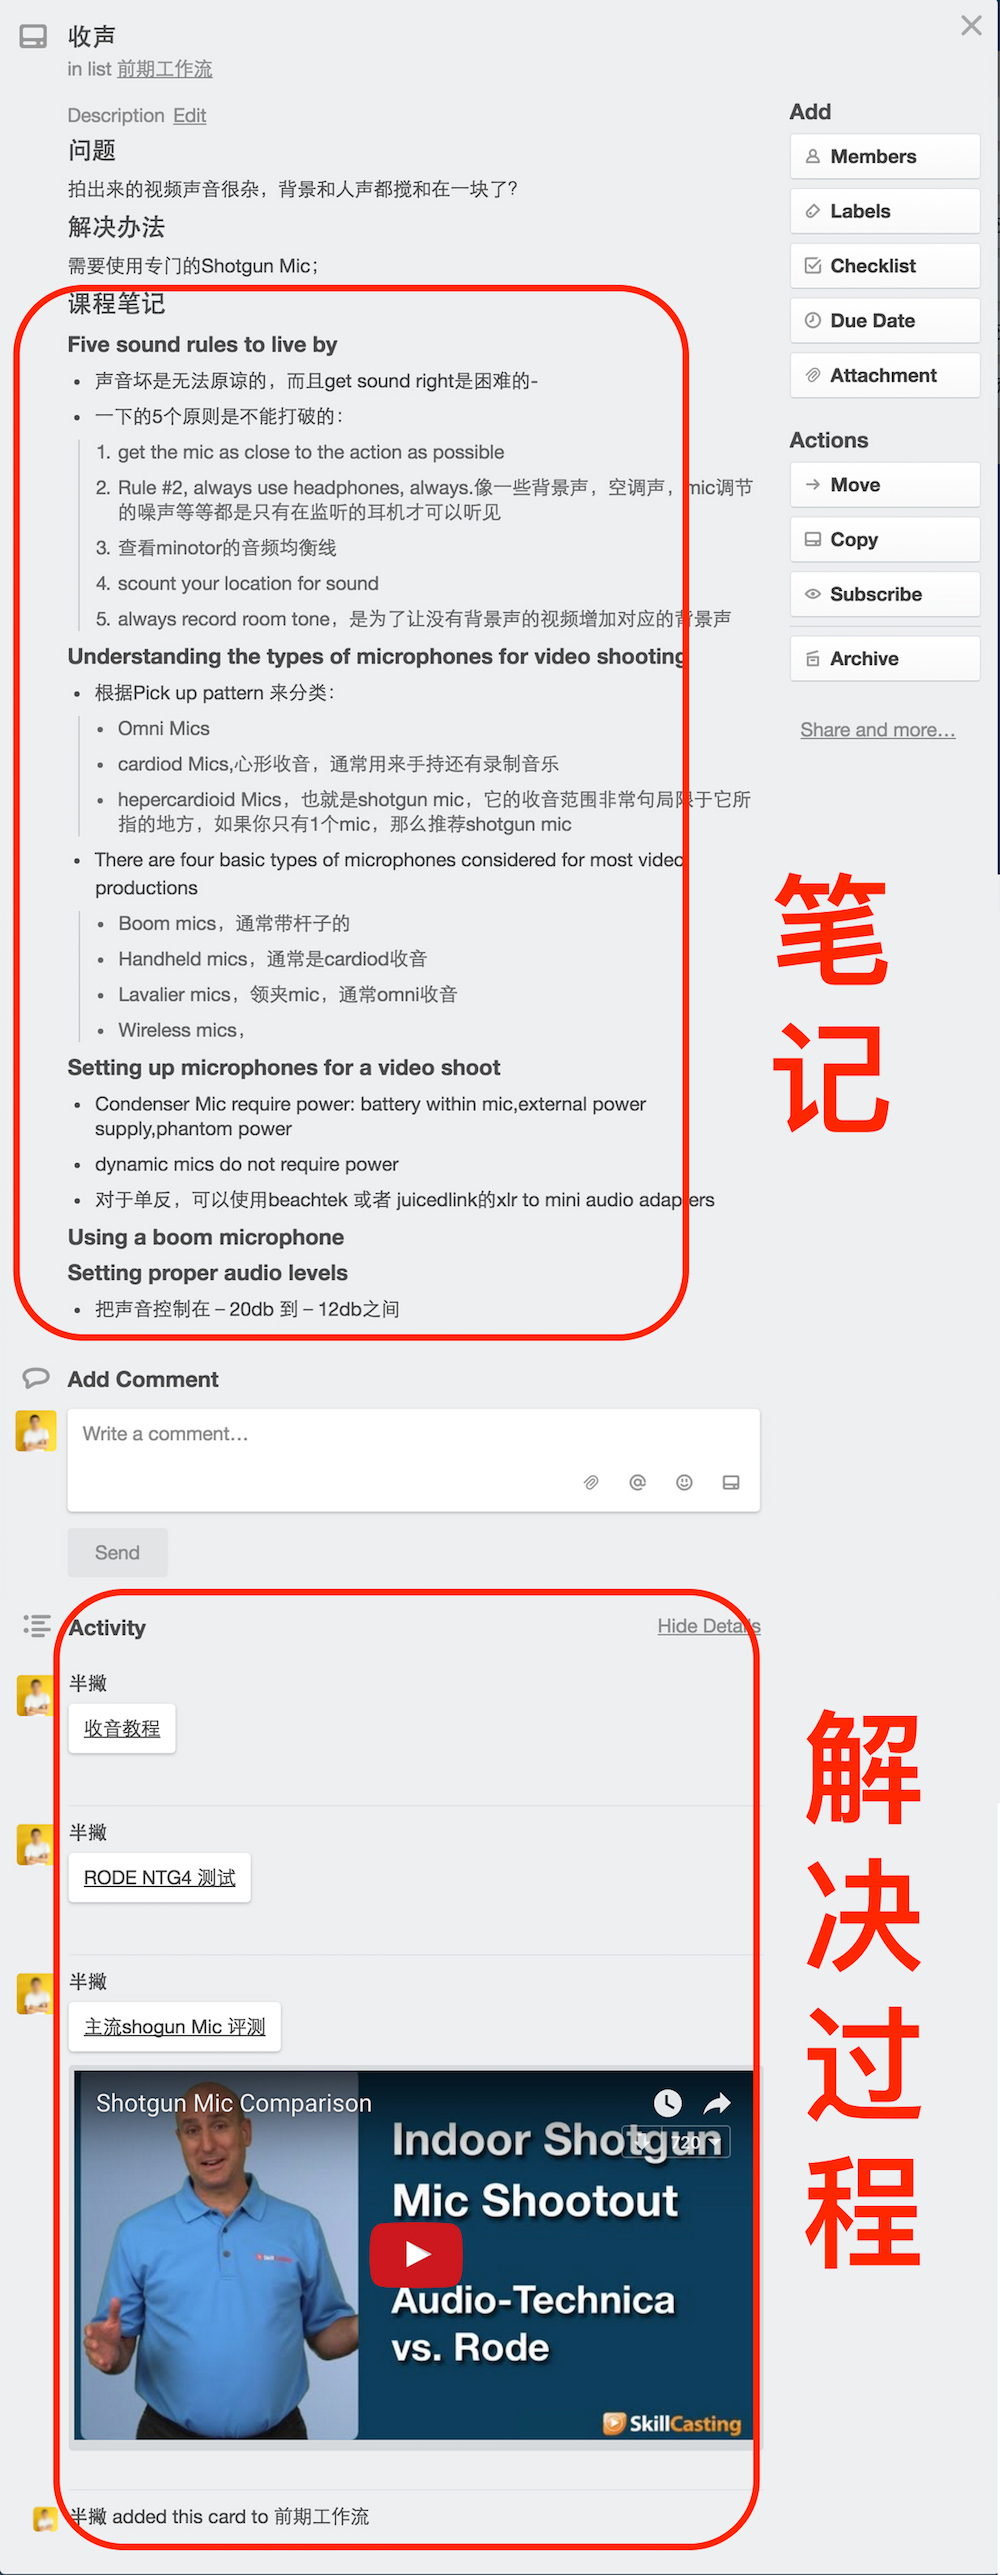 收声
in list 前期工作流
Description Edit
问题
拍出来的视频声音很杂，背景和人声都搅和在一块了？
解决办法
需要使用专门的Shotgun Mic；
课程笔记
Five sound rules to live by
• 声音坏是无法原谅的，而且get sound right是困难的-
• 一下的5个原则是不能打破的：
1. get the mic as close to the action as possible
2. Rule #2, always use headphones, always.像一些背景声，空调声，mic调节
的噪声等等都是只有在监听的耳机才可以听见
3. 查看minotor的音频均衡线
4. scount your location for sound
5. always record room tone，是为了让没有背景声的视频增加对应的背景声
Understanding the types of microphones for video shooting
• 根据Pick up pattern 来分类：
• Omni Mics
• cardiod Mics,心形收音，通常用来手持还有录制音乐
• hepercardioid Mics，也就是shotgun mic，它的收音范围非常句局限于它所
指的地方，如果你只有1个mic，那么推荐shotgun mic
• There are four basic types of microphones considered for most video
productions
• Boom mics，通常带杆子的
• Handheld mics，通常是cardiod收音
• Lavalier mics，领夹mic，通常omni收音
• Wireless mics，
Setting up microphones for a video shoot
• Condenser Mic require power: battery within mic,external power
supply,phantom power
• dynamic mics do not require power
• 对于单反，可以使用beachtek 或者 juicedlink的xlr to mini audio adapters
Using a boom microphone
Setting proper audio levels
• 把声音控制在 – 20db 到 – 12db之间
Add Comment
Write a comment…
Send
Activity
Hide Details
半撇
收音教程
半撇
RODE NTG4 测试
半撇
主流shogun Mic 评测
Shotgun Mic Comparison
720
Indoor Shotgun
Mic Shootout
Audio-Technica
vs. Rode
SkillCasting
半撇 added this card to 前期工作流
Add
Members
Labels
Checklist
Due Date
Attachment
Actions
Move
Copy
Subscribe
Archive
Share and more…
笔
记
解
决
过
程